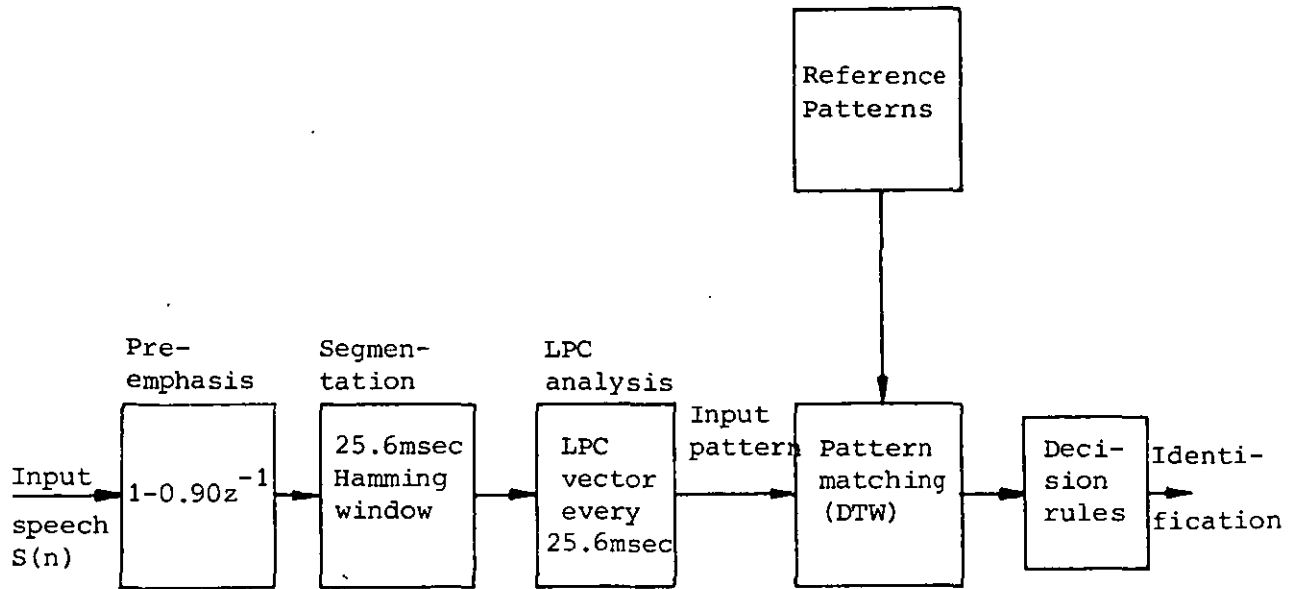 Reference
Patterns
Pre-
emphasis
Segmen-
tation
LPC
analysis
Input
speech
S(n)
1-0.90z⁻¹
25.6msec
Hamming
window
LPC
vector
every
25.6msec
Input
pattern
Pattern
matching
(DTW)
Deci-
sion
rules
Identi-
fication